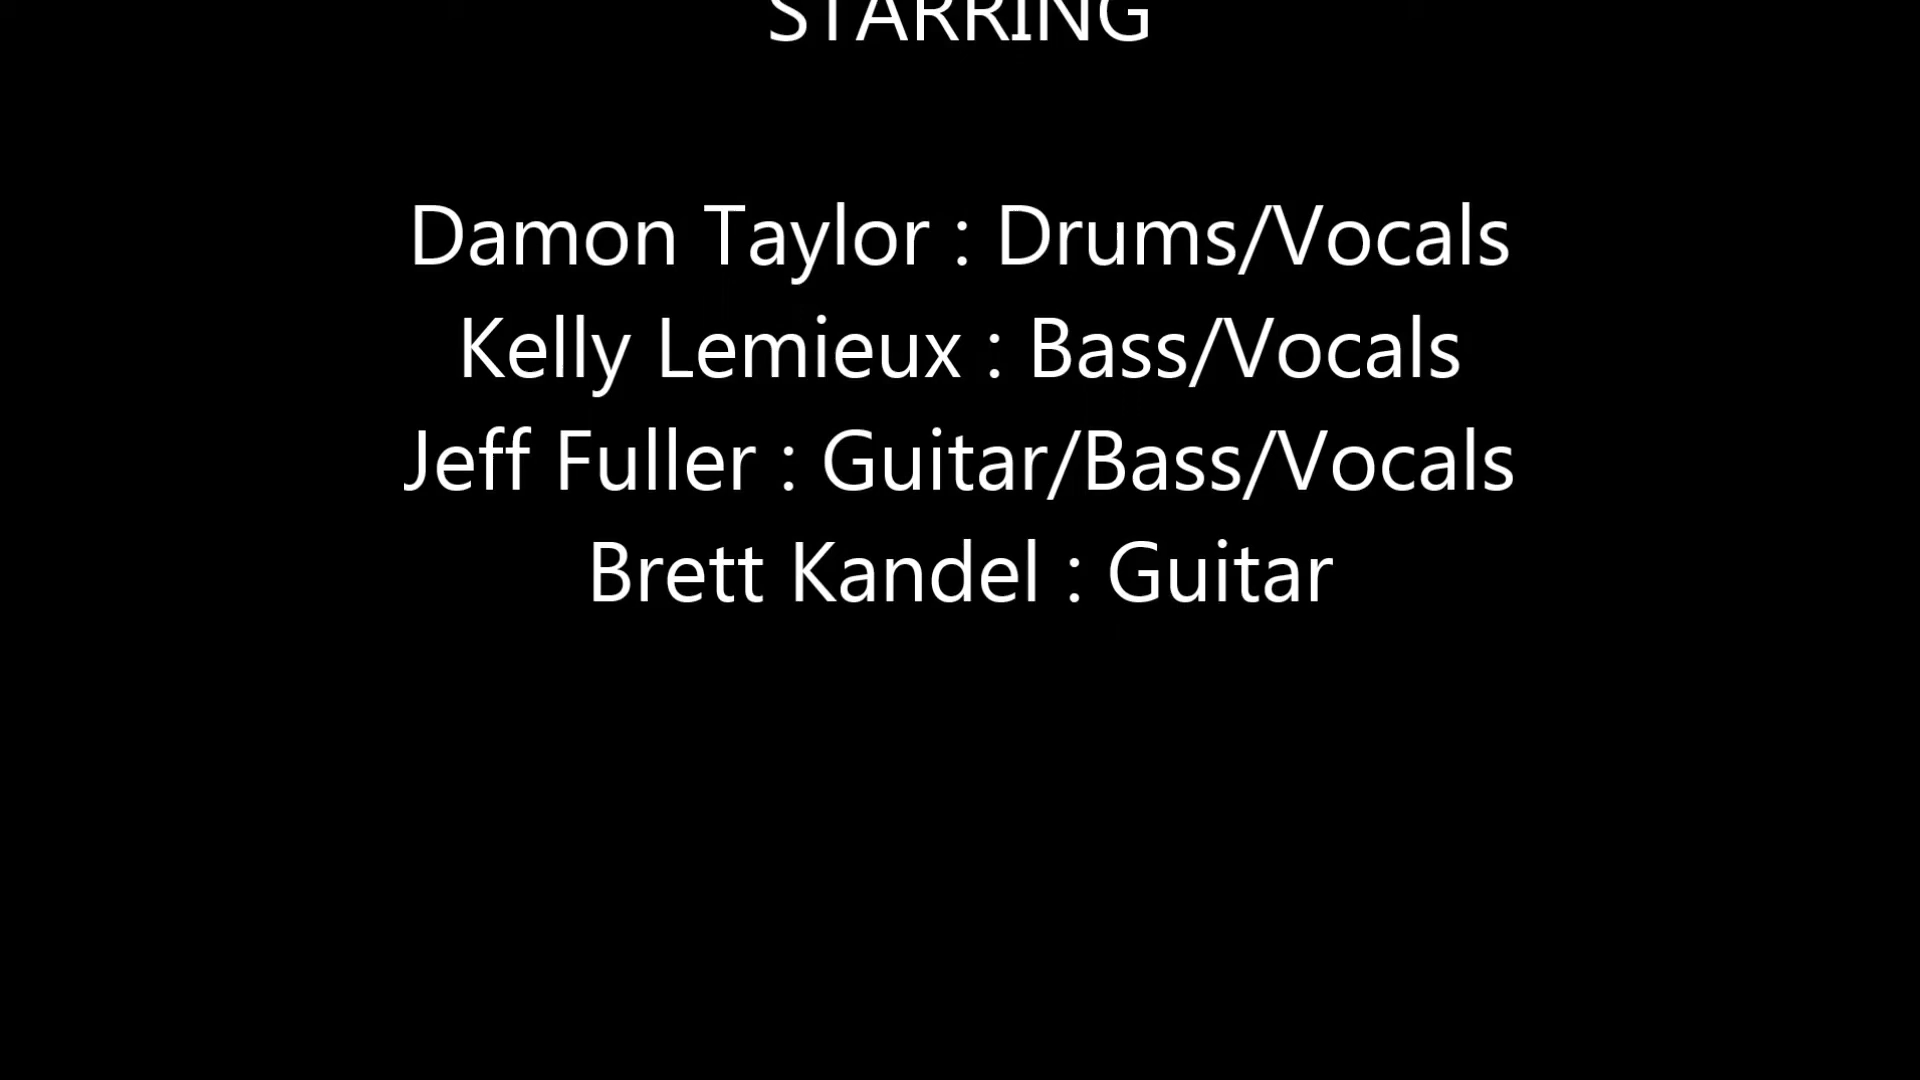 STARRING
Damon Taylor : Drums/Vocals
Kelly Lemieux : Bass/Vocals
Jeff Fuller : Guitar/Bass/Vocals
Brett Kandel : Guitar